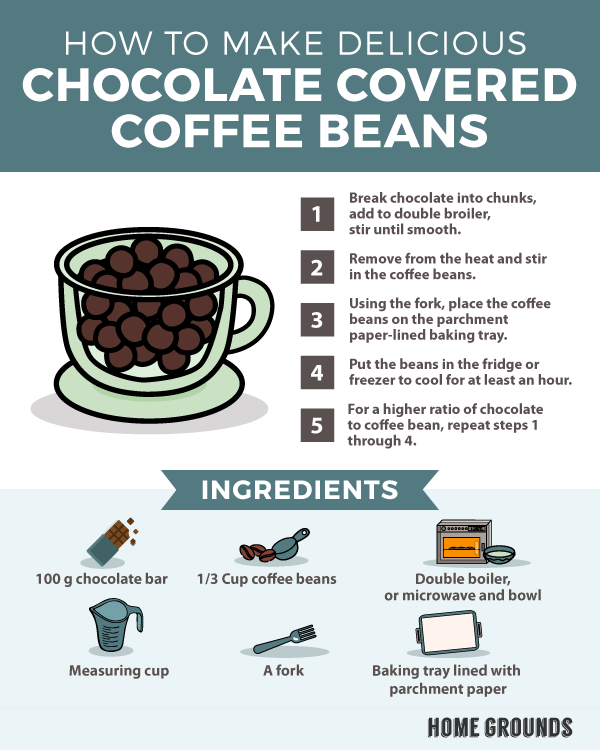 HOW TO MAKE DELICIOUS
CHOCOLATE COVERED
COFFEE BEANS
1
Break chocolate into chunks,
add to double broiler,
stir until smooth.
2
Remove from the heat and stir
in the coffee beans.
3
Using the fork, place the coffee
beans on the parchment
paper-lined baking tray.
4
Put the beans in the fridge or
freezer to cool for at least an hour.
5
For a higher ratio of chocolate
to coffee bean, repeat steps 1
through 4.
INGREDIENTS
100 g chocolate bar
1/3 Cup coffee beans
Double boiler,
or microwave and bowl
Measuring cup
A fork
Baking tray lined with
parchment paper
HOME GROUNDS